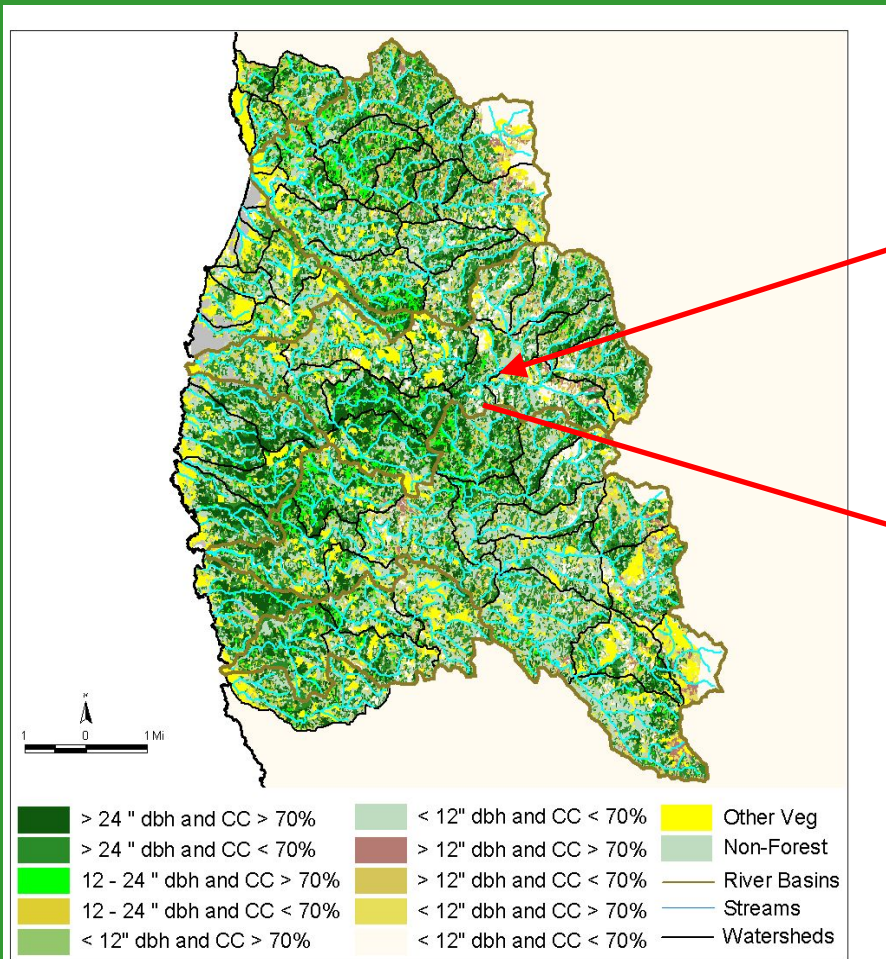 N
1 0 1 Mi
> 24 " dbh and CC > 70%
> 24 " dbh and CC < 70%
12 - 24 " dbh and CC > 70%
12 - 24 " dbh and CC < 70%
< 12" dbh and CC > 70%
< 12" dbh and CC < 70%
> 12" dbh and CC > 70%
> 12" dbh and CC < 70%
< 12" dbh and CC > 70%
< 12" dbh and CC < 70%
Other Veg
Non-Forest
River Basins
Streams
Watersheds